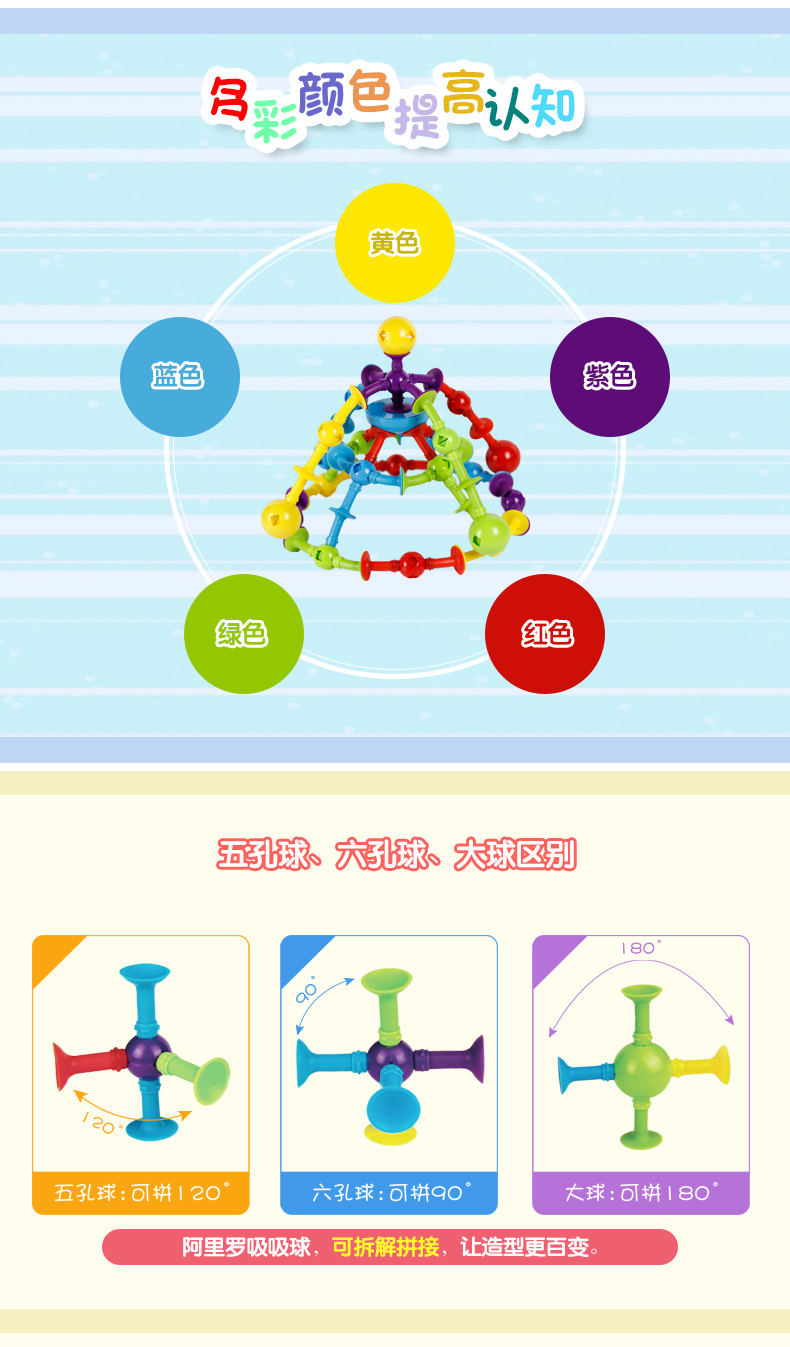 多彩颜色提高认知
黄色
蓝色
紫色
绿色
红色
五孔球、六孔球、大球区别
120°
90°
180°
五孔球:可拼120°
六孔球:可拼90°
大球:可拼180°
阿里罗吸吸球，可拆解拼接，让造型更百变。